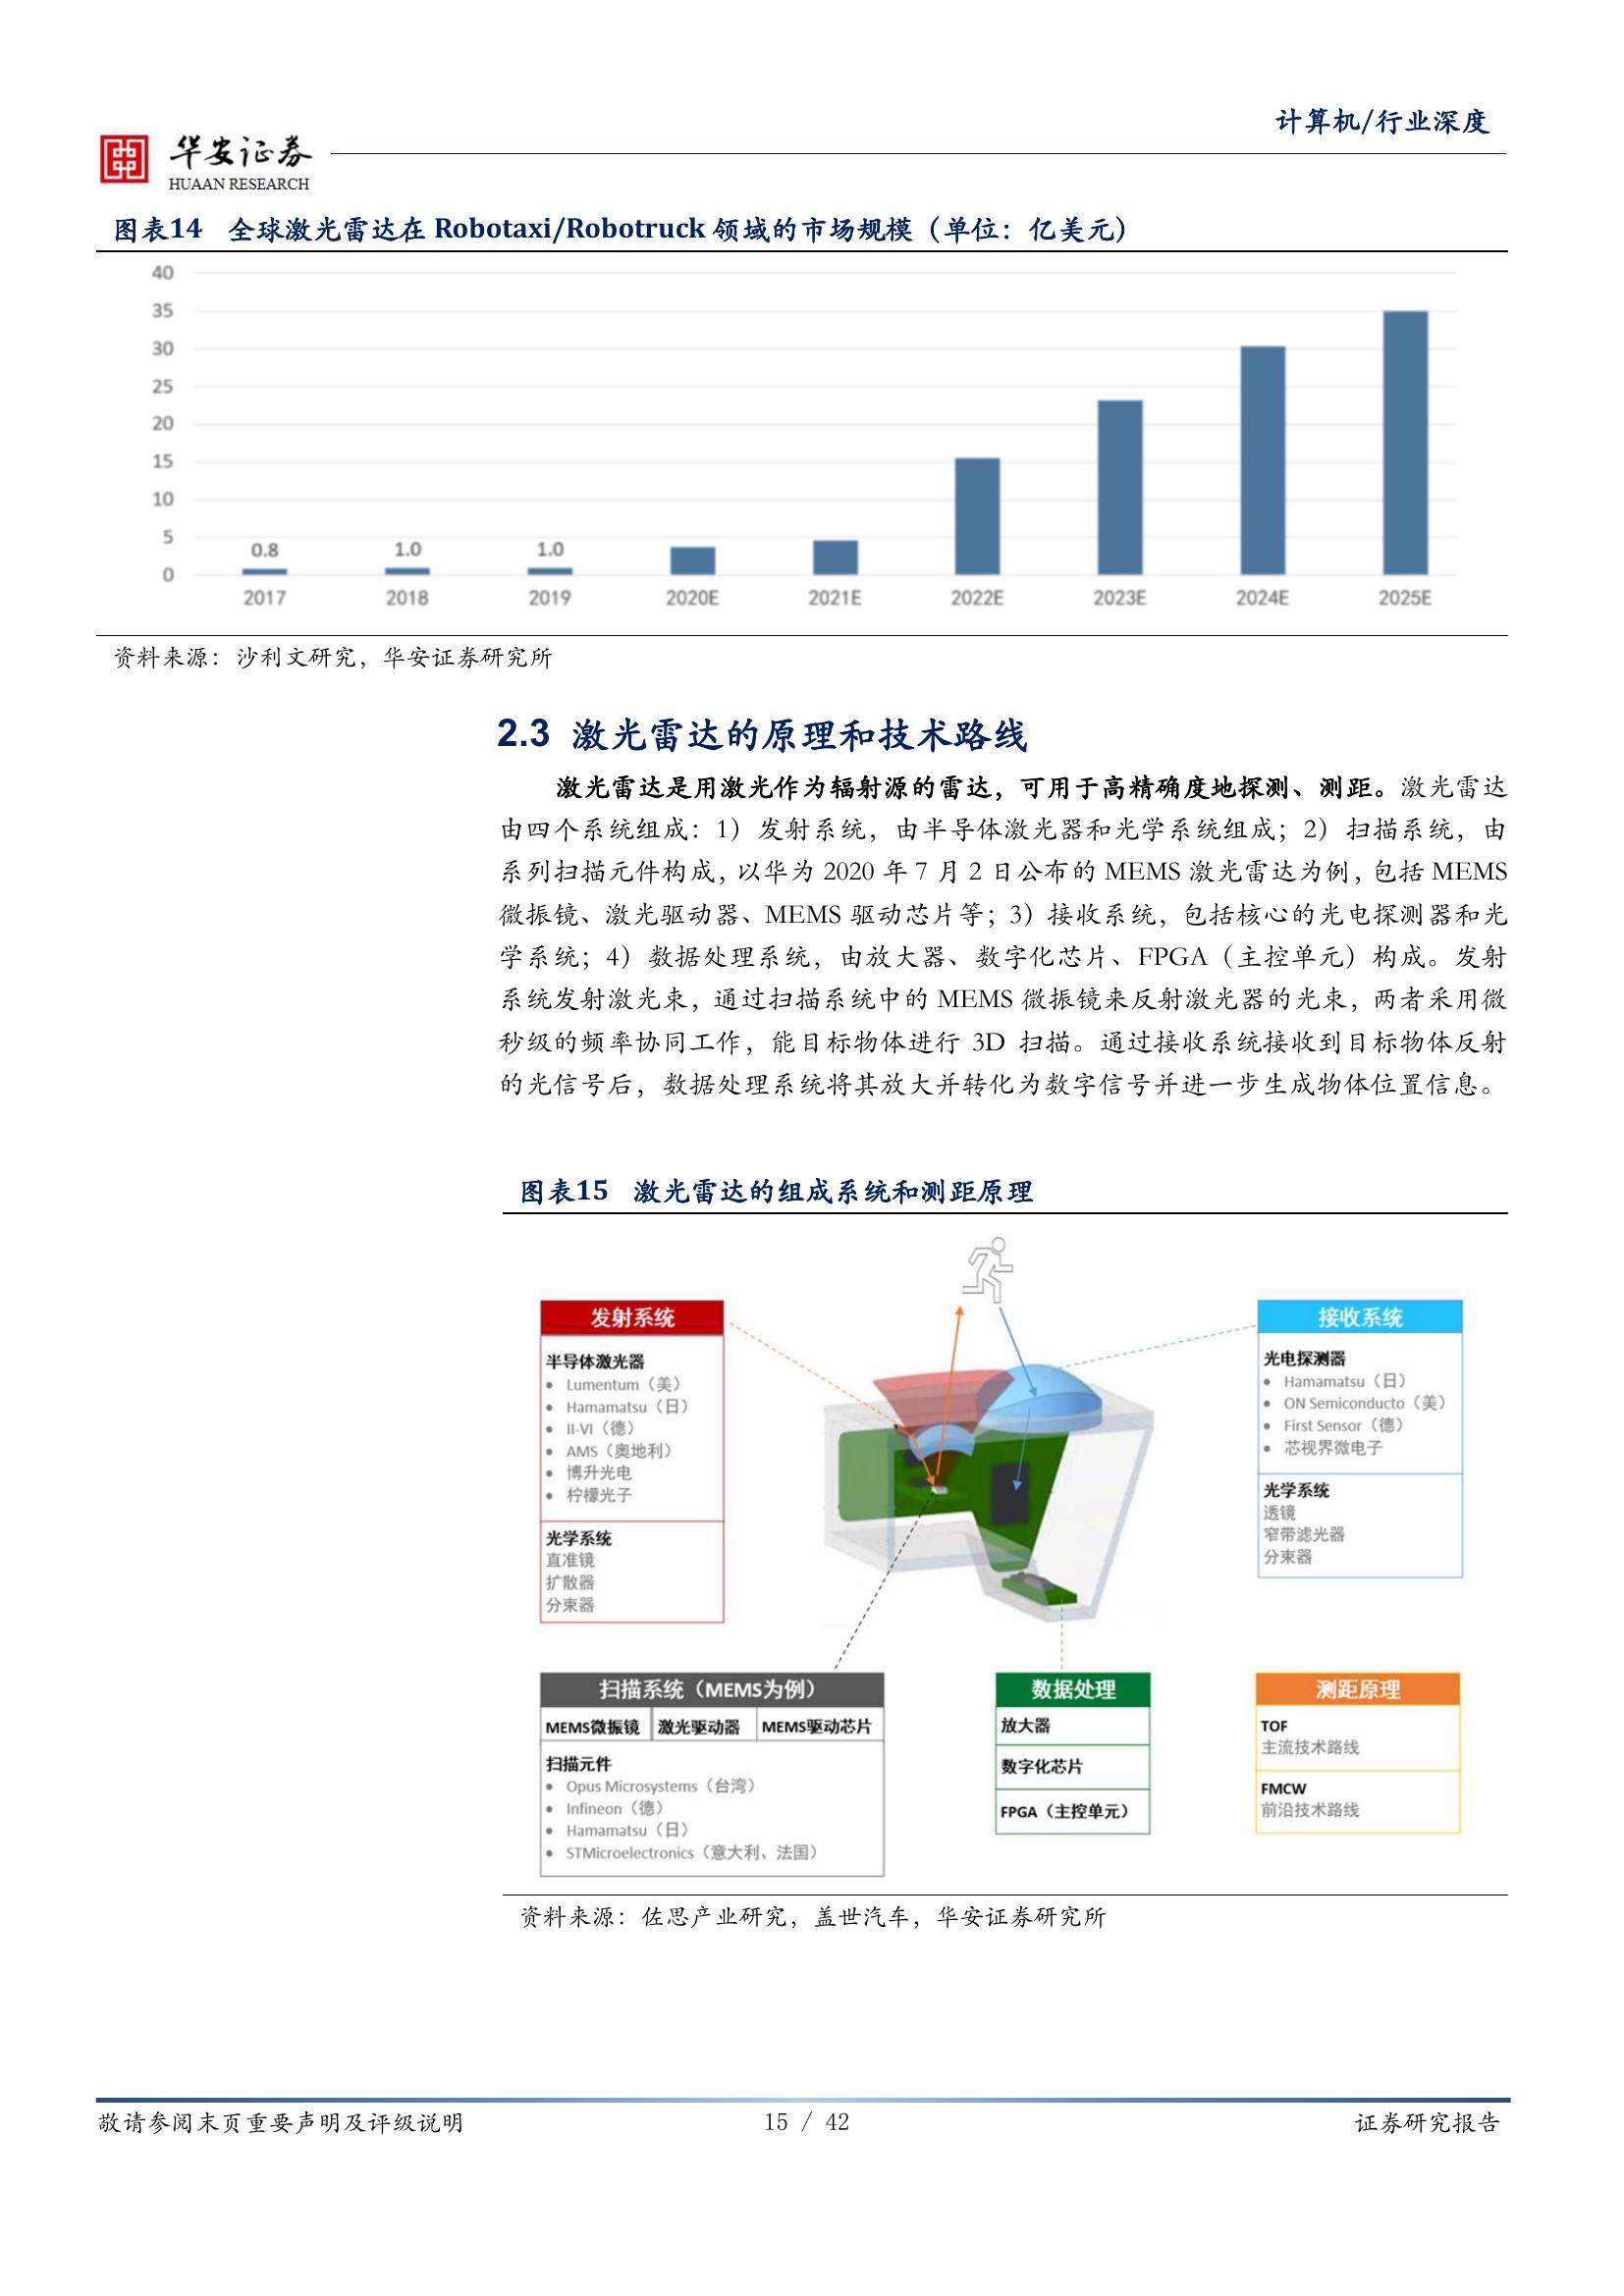 计算机/行业深度
华安证券
HUAAN RESEARCH
图表14 全球激光雷达在 Robotaxi/Robotruck 领域的市场规模（单位：亿美元）
40
35
30
25
20
15
10
5
0
0.8 1.0 1.0
2017 2018 2019 2020E 2021E 2022E 2023E 2024E 2025E
资料来源：沙利文研究，华安证券研究所
2.3 激光雷达的原理和技术路线
激光雷达是用激光作为辐射源的雷达，可用于高精确度地探测、测距。激光雷达
由四个系统组成：1）发射系统，由半导体激光器和光学系统组成；2）扫描系统，由
系列扫描元件构成，以华为 2020 年 7 月 2 日公布的 MEMS 激光雷达为例，包括 MEMS
微振镜、激光驱动器、MEMS 驱动芯片等；3）接收系统，包括核心的光电探测器和光
学系统；4）数据处理系统，由放大器、数字化芯片、FPGA（主控单元）构成。发射
系统发射激光束，通过扫描系统中的 MEMS 微振镜来反射激光器的光束，两者采用微
秒级的频率协同工作，能目标物体进行 3D 扫描。通过接收系统接收到目标物体反射
的光信号后，数据处理系统将其放大并转化为数字信号并进一步生成物体位置信息。
图表15 激光雷达的组成系统和测距原理
发射系统
半导体激光器
• Lumentum（美）
• Hamamatsu（日）
• II-VI（德）
• AMS（奥地利）
• 博升光电
• 柠檬光子
光学系统
直准镜
扩散器
分束器
接收系统
光电探测器
• Hamamatsu（日）
• ON Semiconducto（美）
• First Sensor（德）
• 芯视界微电子
光学系统
透镜
窄带滤光器
分束器
扫描系统（MEMS为例）
MEMS微振镜 激光驱动器 MEMS驱动芯片
扫描元件
• Opus Microsystems（台湾）
• Infineon（德）
• Hamamatsu（日）
• STMicroelectronics（意大利、法国）
数据处理
放大器
数字化芯片
FPGA（主控单元）
测距原理
TOF
主流技术路线
FMCW
前沿技术路线
资料来源：佐思产业研究，盖世汽车，华安证券研究所
敬请参阅末页重要声明及评级说明 15 / 42 证券研究报告